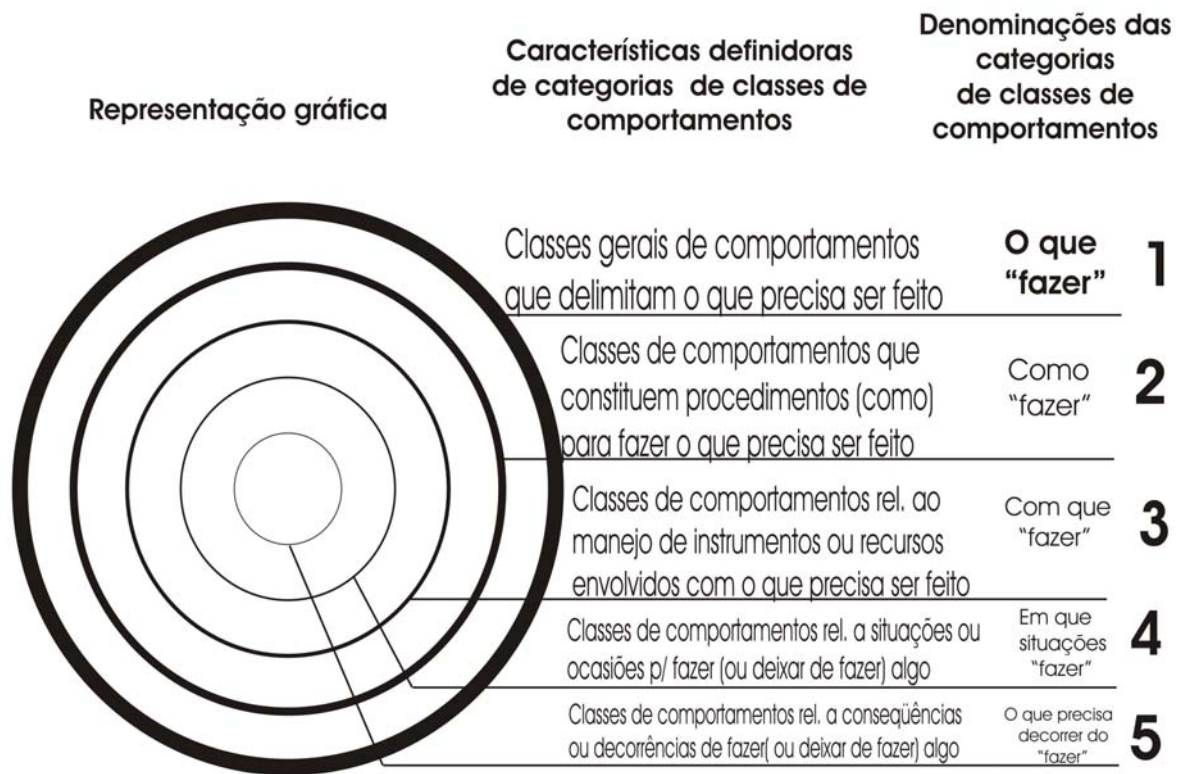 Representação gráfica
Características definidoras
de categorias de classes de
comportamentos
Denominações das
categorias
de classes de
comportamentos
Classes gerais de comportamentos
que delimitam o que precisa ser feito
O que
“fazer”
1
Classes de comportamentos que
constituem procedimentos (como)
para fazer o que precisa ser feito
Como
“fazer”
2
Classes de comportamentos rel. ao
manejo de instrumentos ou recursos
envolvidos com o que precisa ser feito
Com que
“fazer”
3
Classes de comportamentos rel. a situações ou
ocasiões p/ fazer (ou deixar de fazer) algo
Em que
situações
“fazer”
4
Classes de comportamentos rel. a conseqüências
ou decorrências de fazer( ou deixar de fazer) algo
O que precisa
decorrer do
“fazer”
5